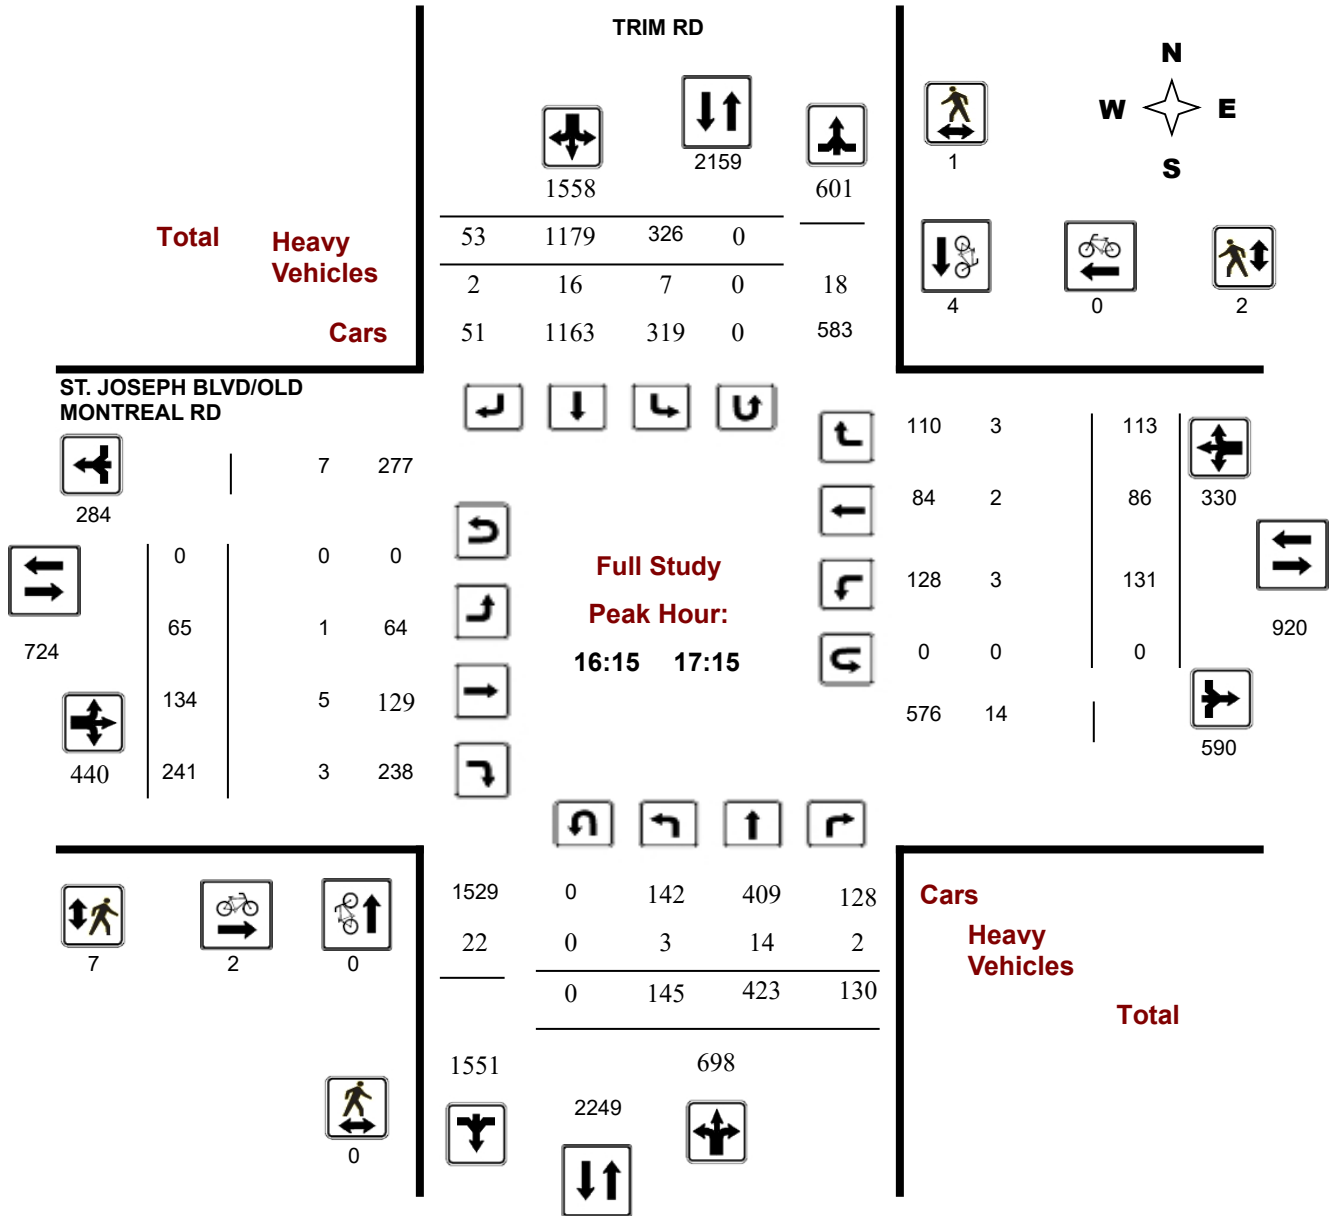 TRIM RD
N
W E
S
2159
1
1558
601
Total
Heavy
Vehicles
53 1179 326 0
2 16 7 0 18
4 0 2
Cars
51 1163 319 0 583
ST. JOSEPH BLVD/OLD
MONTREAL RD
110 3 113
7 277
84 2 86 330
284
0 0 0
Full Study
128 3 131
Peak Hour:
65 1 64
920
724
16:15 17:15
0 0 0
134 5 129
576 14
590
440 241 3 238
1529 0 142 409 128
Cars
22 0 3 14 2
Heavy
Vehicles
7 2 0
0 145 423 130
Total
1551
698
2249
0